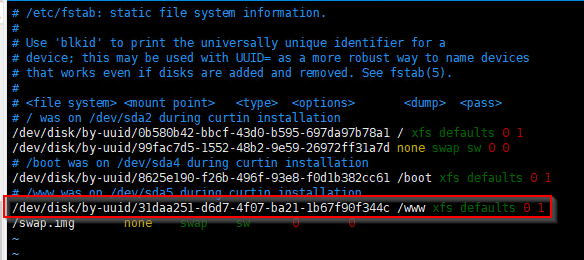 # /etc/fstab: static file system information.
#
# Use 'blkid' to print the universally unique identifier for a
# device; this may be used with UUID= as a more robust way to name devices
# that works even if disks are added and removed. See fstab(5).
#
# <file system> <mount point>   <type>  <options>       <dump>  <pass>
# / was on /dev/sda2 during curtin installation
/dev/disk/by-uuid/0b580b42-bbcf-43d0-b595-697da97b78a1 / xfs defaults 0 1
/dev/disk/by-uuid/99fac7d5-1552-48b2-9e59-26972ff31a7d none swap sw 0 0
# /boot was on /dev/sda4 during curtin installation
/dev/disk/by-uuid/8625e190-f26b-496f-93e8-f0d1b382cc61 /boot xfs defaults 0 1
# /www was on /dev/sda5 during curtin installation
/dev/disk/by-uuid/31daa251-d6d7-4f07-ba21-1b67f90f344c /www xfs defaults 0 1
/swap.img       none    swap    sw      0       0
~
~